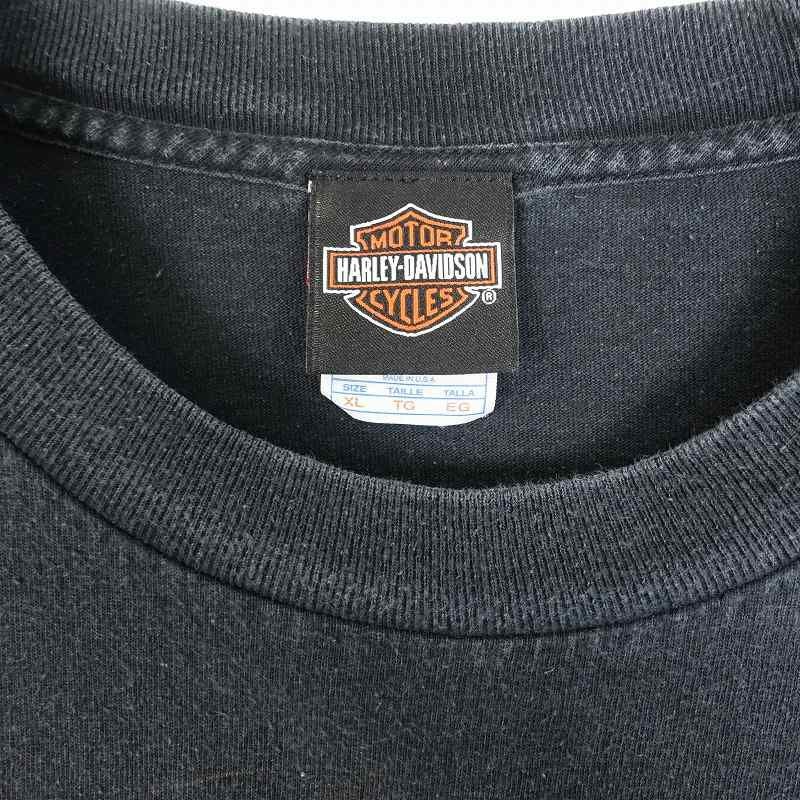 MOTOR
HARLEY-DAVIDSON
CYCLES
®
MADE IN U.S.A.
SIZE TAILLE TALLA
XL TG EG